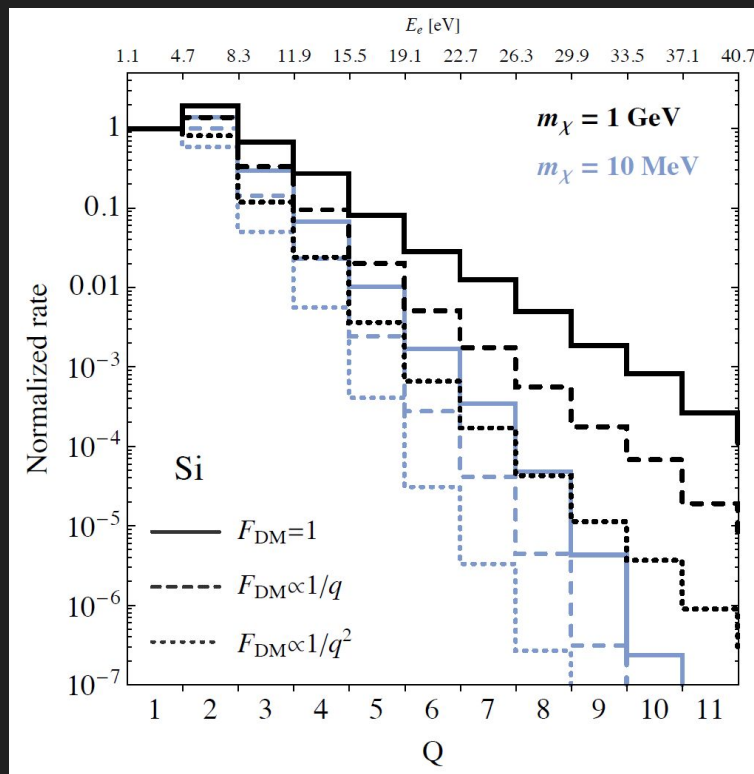 E_e [eV]
1.1 4.7 8.3 11.9 15.5 19.1 22.7 26.3 29.9 33.5 37.1 40.7
m_χ = 1 GeV
m_χ = 10 MeV
1
0.1
0.01
10⁻³
10⁻⁴
10⁻⁵
10⁻⁶
10⁻⁷
Normalized rate
Si
F_DM=1
F_DM∝1/q
F_DM∝1/q²
1 2 3 4 5 6 7 8 9 10 11
Q